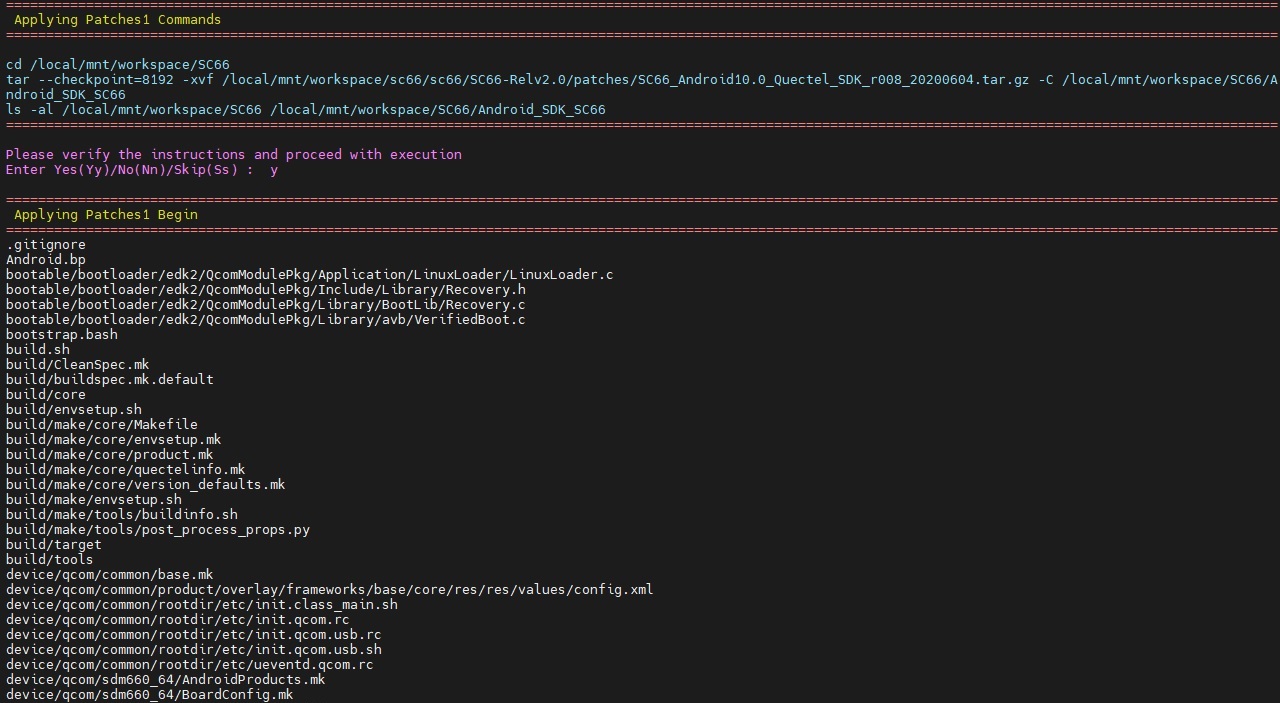 ================================================================================================================================================================
 Applying Patches1 Commands
================================================================================================================================================================
cd /local/mnt/workspace/SC66
tar --checkpoint=8192 -xvf /local/mnt/workspace/sc66/sc66/SC66-Relv2.0/patches/SC66_Android10.0_Quectel_SDK_r008_20200604.tar.gz -C /local/mnt/workspace/SC66/A
ndroid_SDK_SC66
ls -al /local/mnt/workspace/SC66 /local/mnt/workspace/SC66/Android_SDK_SC66
================================================================================================================================================================
Please verify the instructions and proceed with execution
Enter Yes(Yy)/No(Nn)/Skip(Ss) :  y
================================================================================================================================================================
 Applying Patches1 Begin
================================================================================================================================================================
.gitignore
Android.bp
bootable/bootloader/edk2/QcomModulePkg/Application/LinuxLoader/LinuxLoader.c
bootable/bootloader/edk2/QcomModulePkg/Include/Library/Recovery.h
bootable/bootloader/edk2/QcomModulePkg/Library/BootLib/Recovery.c
bootable/bootloader/edk2/QcomModulePkg/Library/avb/VerifiedBoot.c
bootstrap.bash
build.sh
build/CleanSpec.mk
build/buildspec.mk.default
build/core
build/envsetup.sh
build/make/core/Makefile
build/make/core/envsetup.mk
build/make/core/product.mk
build/make/core/quectelinfo.mk
build/make/core/version_defaults.mk
build/make/envsetup.sh
build/make/tools/buildinfo.sh
build/make/tools/post_process_props.py
build/target
build/tools
device/qcom/common/base.mk
device/qcom/common/product/overlay/frameworks/base/core/res/res/values/config.xml
device/qcom/common/rootdir/etc/init.class_main.sh
device/qcom/common/rootdir/etc/init.qcom.rc
device/qcom/common/rootdir/etc/init.qcom.usb.rc
device/qcom/common/rootdir/etc/init.qcom.usb.sh
device/qcom/common/rootdir/etc/ueventd.qcom.rc
device/qcom/sdm660_64/AndroidProducts.mk
device/qcom/sdm660_64/BoardConfig.mk